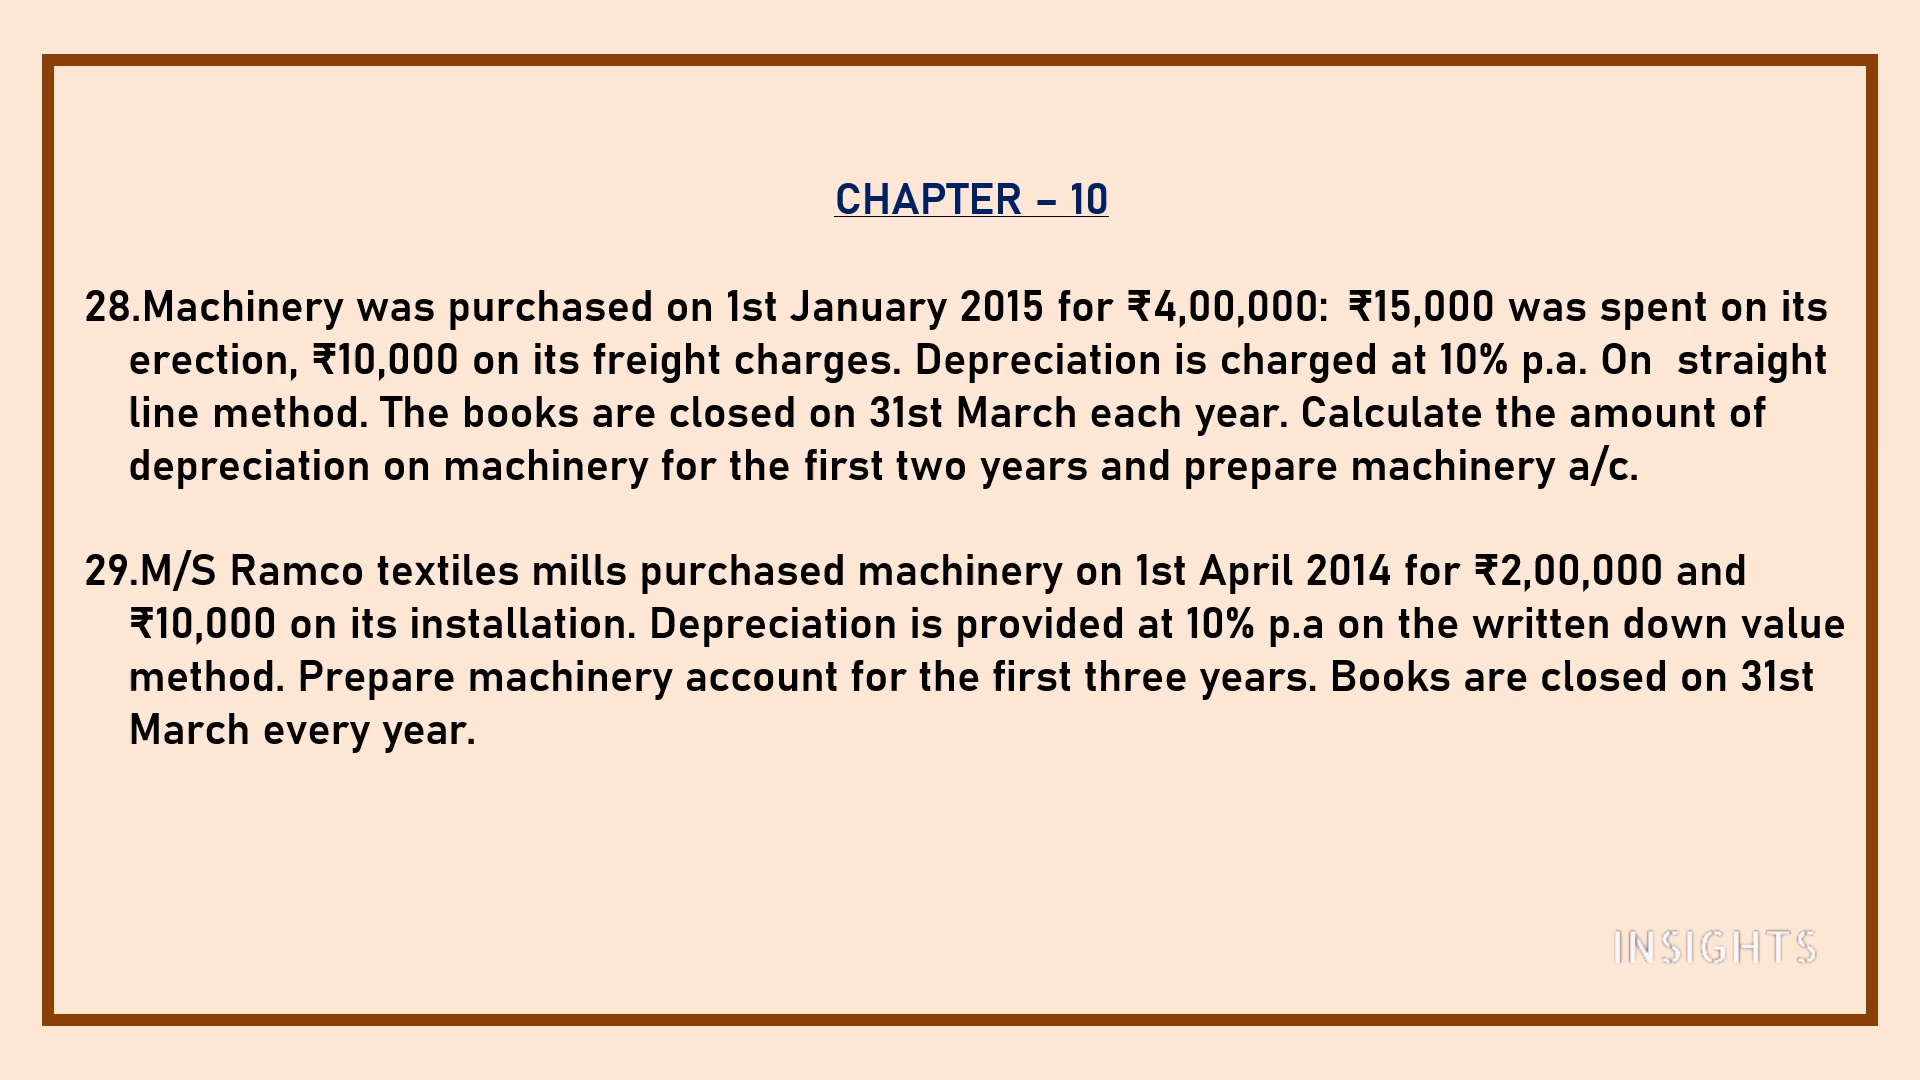 CHAPTER – 10
28.Machinery was purchased on 1st January 2015 for ₹4,00,000: ₹15,000 was spent on its
erection, ₹10,000 on its freight charges. Depreciation is charged at 10% p.a. On straight
line method. The books are closed on 31st March each year. Calculate the amount of
depreciation on machinery for the first two years and prepare machinery a/c.
29.M/S Ramco textiles mills purchased machinery on 1st April 2014 for ₹2,00,000 and
₹10,000 on its installation. Depreciation is provided at 10% p.a on the written down value
method. Prepare machinery account for the first three years. Books are closed on 31st
March every year.
INSIGHTS